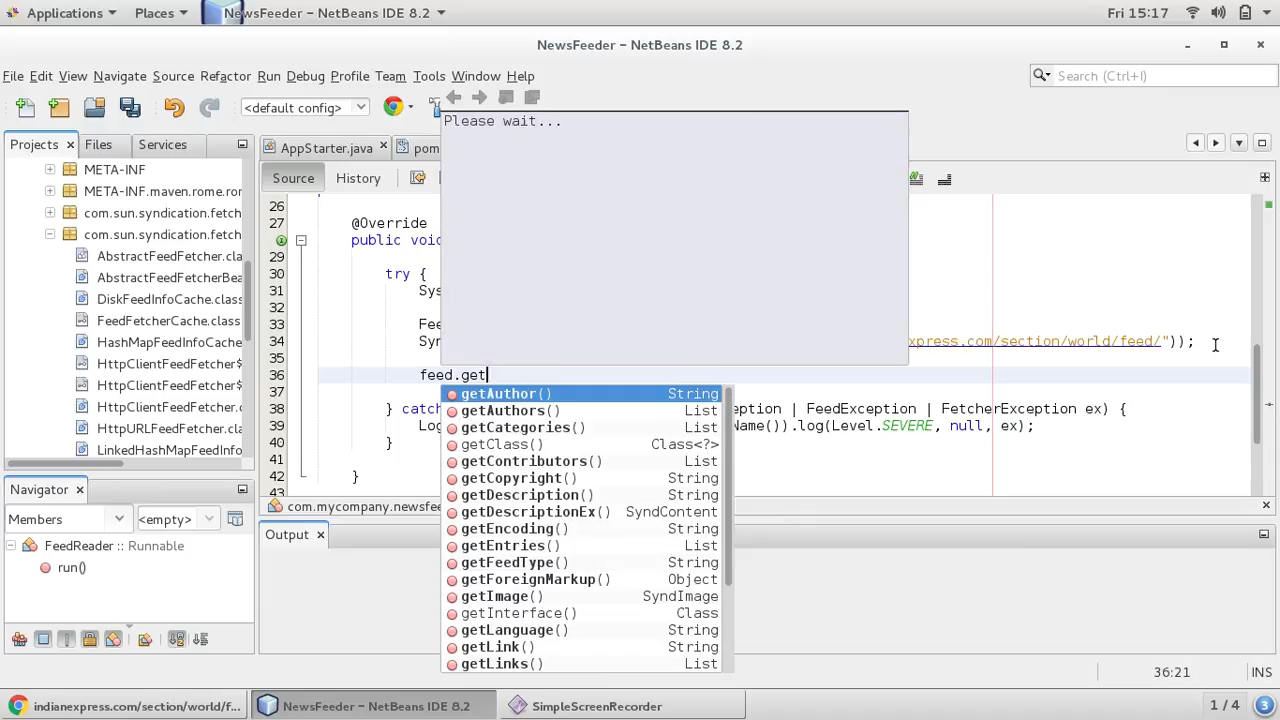 Applications Places NewsFeeder – NetBeans IDE 8.2 Fri 15:17
NewsFeeder – NetBeans IDE 8.2
File Edit View Navigate Source Refactor Run Debug Profile Team Tools Window Help Search (Ctrl+I)
<default config>
Please wait...
Projects Files Services AppStarter.java pom
Source History
META-INF
META-INF.maven.rome.ror
com.sun.syndication.fetch
com.sun.syndication.fetch
AbstractFeedFetcher.cla
AbstractFeedFetcherBea
DiskFeedInfoCache.class
FeedFetcherCache.class
HashMapFeedInfoCache
HttpClientFeedFetcher$
HttpClientFeedFetcher$
HttpClientFeedFetcher.c
HttpURLFeedFetcher.cla
LinkedHashMapFeedInfo
26
27 @Override
public void
29
30 try {
31 Sys
32
33 Fee
34 Syn xpress.com/section/world/feed/"));
35
36 feed.get
37
38 } catc eption | FeedException | FetcherException ex) {
39 Log Name()).log(Level.SEVERE, null, ex);
40 }
41
42 }
43
getAuthor() String
getAuthors() List
getCategories() List
getClass() Class<?>
getContributors() List
getCopyright() String
getDescription() String
getDescriptionEx() SyndContent
getEncoding() String
getEntries() List
getFeedType() String
getForeignMarkup() Object
getImage() SyndImage
getInterface() Class
getLanguage() String
getLink() String
getLinks() List
com.mycompany.newsfee
Output
Navigator
Members <empty>
FeedReader :: Runnable
run()
36:21 INS
indianexpress.com/section/world/f... NewsFeeder – NetBeans IDE 8.2 SimpleScreenRecorder 1 / 4 3